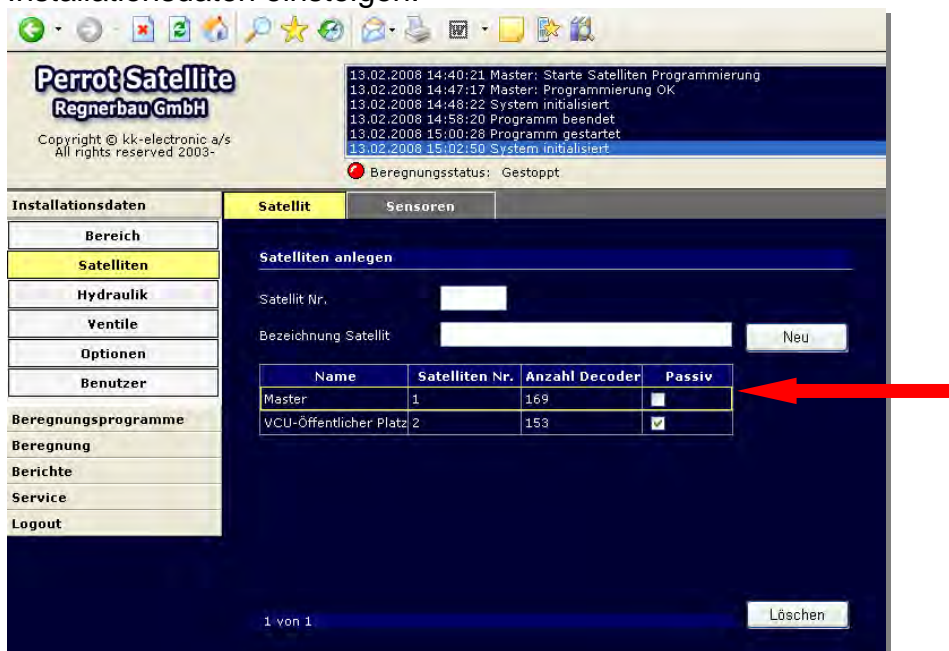 Installationsdaten einsteigen.
Perrot Satellite
Regnerbau GmbH
Copyright © kk-electronic a/s
All rights reserved 2003-
13.02.2008 14:40:21 Master: Starte Satelliten Programmierung
13.02.2008 14:47:17 Master: Programmierung OK
13.02.2008 14:48:22 System initialisiert
13.02.2008 14:58:20 Programm beendet
13.02.2008 15:00:28 Programm gestartet
13.02.2008 15:02:50 System initialisiert
Beregnungsstatus: Gestoppt
Installationsdaten
Bereich
Satelliten
Hydraulik
Ventile
Optionen
Benutzer
Beregnungsprogramme
Beregnung
Berichte
Service
Logout
Satellit Sensoren
Satelliten anlegen
Satellit Nr.
Bezeichnung Satellit Neu
Name Satelliten Nr. Anzahl Decoder Passiv
Master 1 169
VCU-Öffentlicher Platz 2 153
1 von 1 Löschen